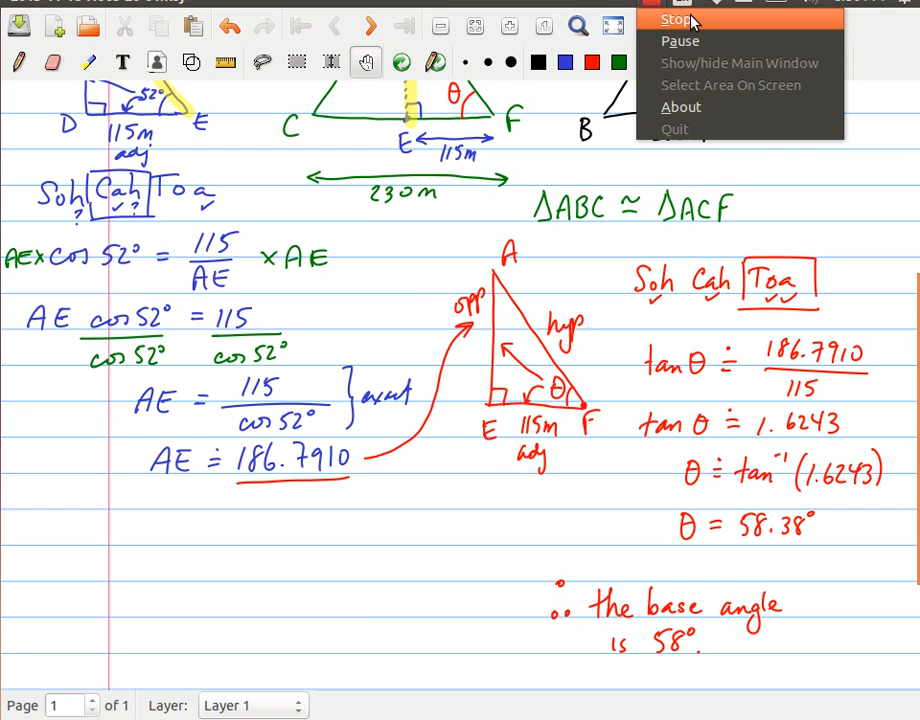 Stop
Pause
Show/hide Main Window
Select Area On Screen
About
Quit
52°
D
E
115m
adj
C
θ
F
E
115m
230m
B
Soh Cah Toa
? ✓ ? ✓
ΔABC ≅ ΔACF
AE× cos 52° = 115/AE × AE
AE cos 52° / cos 52° = 115 / cos 52°
AE = 115 / cos 52° } exact
AE ≐ 186.7910
A
opp
hyp
θ
E
115m
F
adj
Soh Cah Toa
✓ ✓ ✓✓
tan θ ≐ 186.7910 / 115
tan θ ≐ 1.6243
θ ≐ tan⁻¹ (1.6243)
θ = 58.38°
∴ the base angle
is 58°.
Page 1 of 1 Layer: Layer 1